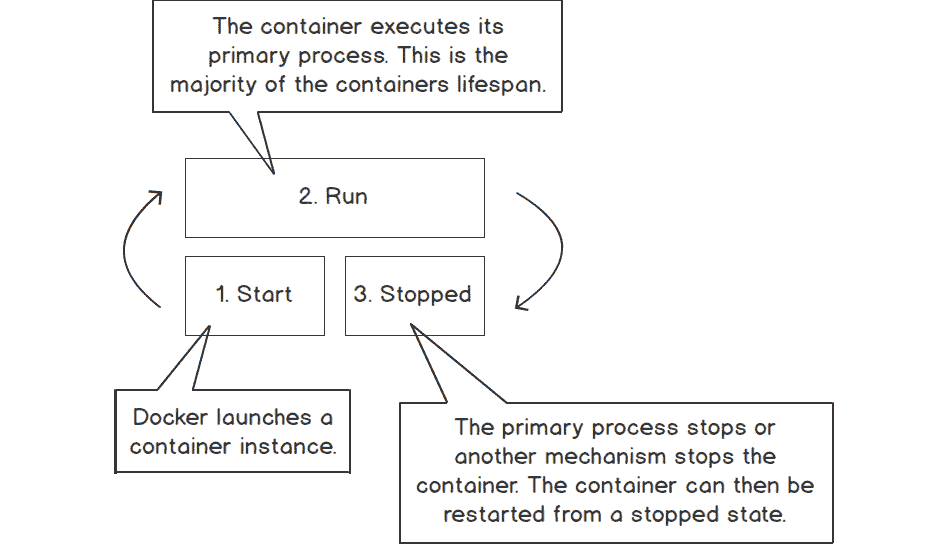 The container executes its
primary process. This is the
majority of the containers lifespan.
2. Run
1. Start
3. Stopped
Docker launches a
container instance.
The primary process stops or
another mechanism stops the
container. The container can then be
restarted from a stopped state.